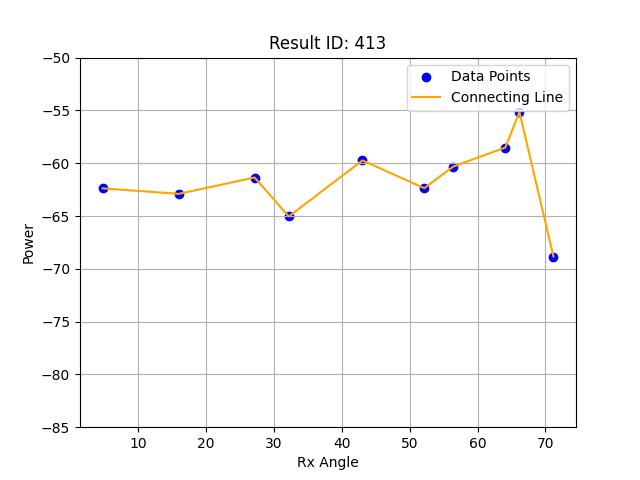 Result ID: 413
Data Points
Connecting Line
Power
−50
−55
−60
−65
−70
−75
−80
−85
10 20 30 40 50 60 70
Rx Angle